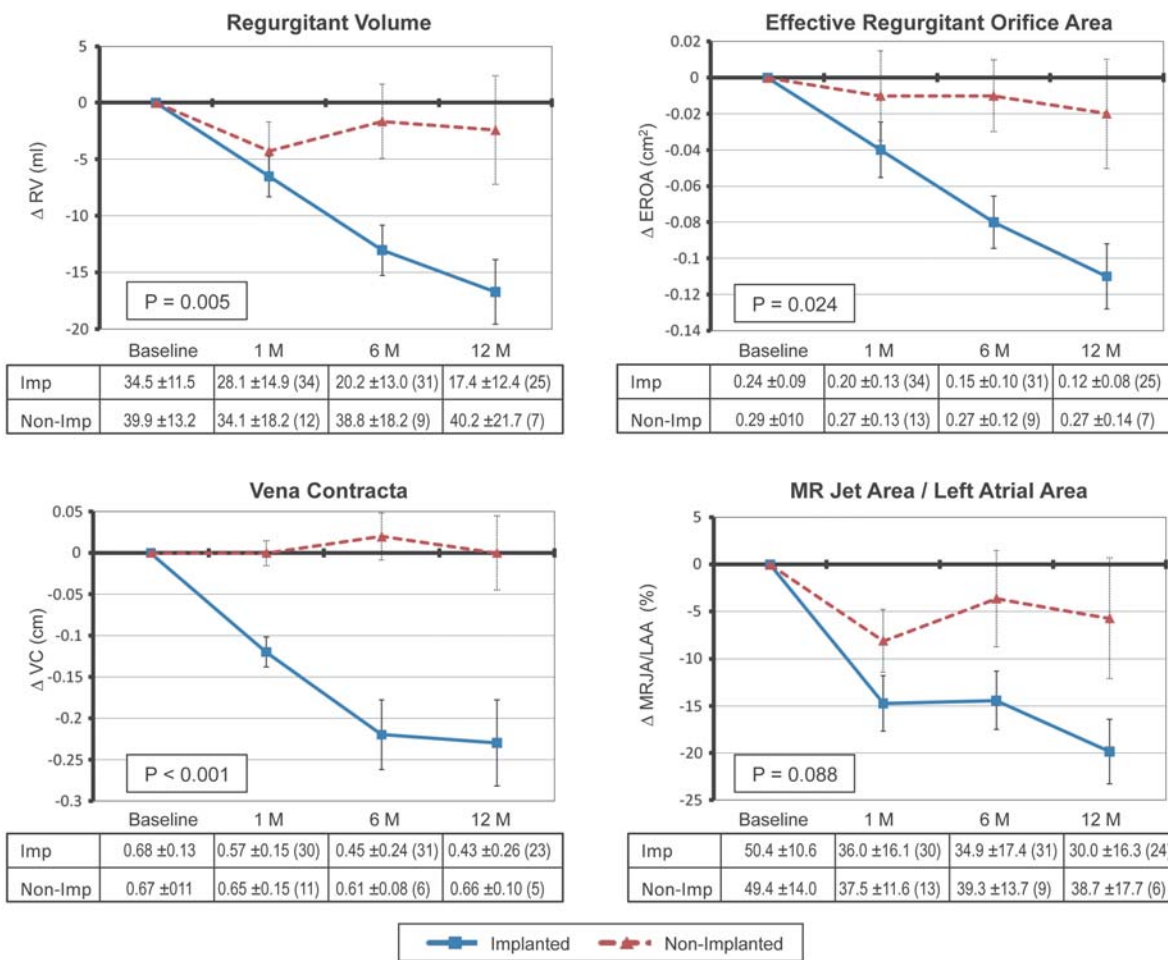 Regurgitant Volume
5
0
-5
-10
-15
-20
Δ RV (ml)
P = 0.005
Baseline 1 M 6 M 12 M
Imp 34.5 ±11.5 28.1 ±14.9 (34) 20.2 ±13.0 (31) 17.4 ±12.4 (25)
Non-Imp 39.9 ±13.2 34.1 ±18.2 (12) 38.8 ±18.2 (9) 40.2 ±21.7 (7)
Effective Regurgitant Orifice Area
0.02
0
-0.02
-0.04
-0.06
-0.08
-0.1
-0.12
-0.14
Δ EROA (cm²)
P = 0.024
Baseline 1 M 6 M 12 M
Imp 0.24 ±0.09 0.20 ±0.13 (34) 0.15 ±0.10 (31) 0.12 ±0.08 (25)
Non-Imp 0.29 ±010 0.27 ±0.13 (13) 0.27 ±0.12 (9) 0.27 ±0.14 (7)
Vena Contracta
0.05
0
-0.05
-0.1
-0.15
-0.2
-0.25
-0.3
Δ VC (cm)
P < 0.001
Baseline 1 M 6 M 12 M
Imp 0.68 ±0.13 0.57 ±0.15 (30) 0.45 ±0.24 (31) 0.43 ±0.26 (23)
Non-Imp 0.67 ±011 0.65 ±0.15 (11) 0.61 ±0.08 (6) 0.66 ±0.10 (5)
MR Jet Area / Left Atrial Area
0
-5
-10
-15
-20
-25
Δ MRJA/LAA (%)
P = 0.088
Baseline 1 M 6 M 12 M
Imp 50.4 ±10.6 36.0 ±16.1 (30) 34.9 ±17.4 (31) 30.0 ±16.3 (24)
Non-Imp 49.4 ±14.0 37.5 ±11.6 (13) 39.3 ±13.7 (9) 38.7 ±17.7 (6)
Implanted Non-Implanted